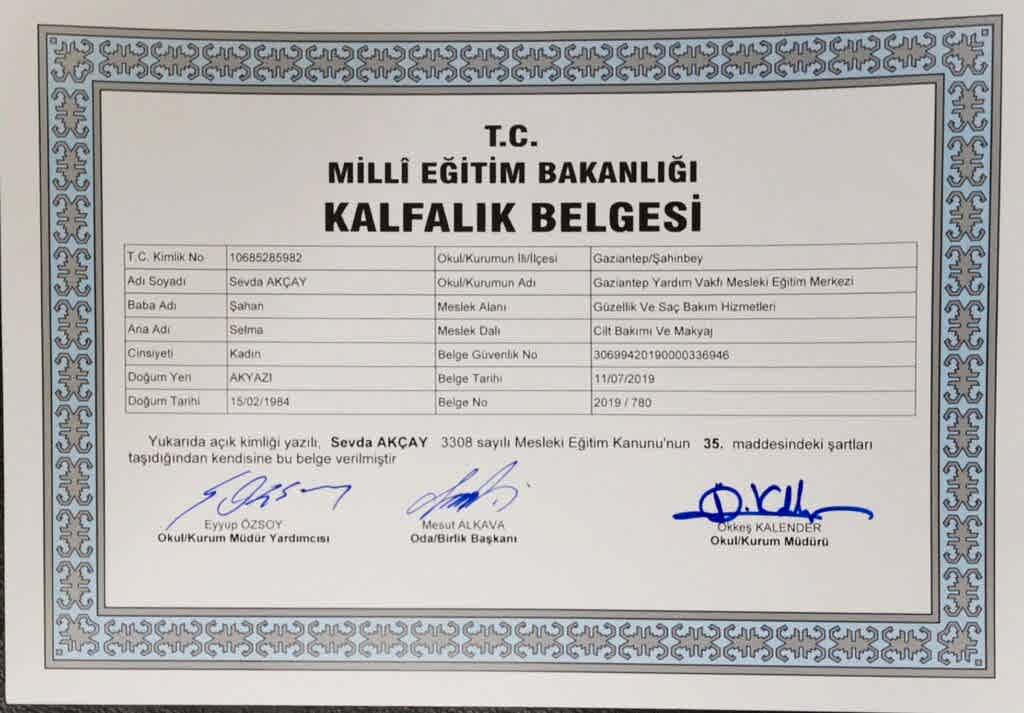 T.C.
MİLLÎ EĞİTİM BAKANLIĞI
KALFALIK BELGESİ
T.C. Kimlik No 10685285982 Okul/Kurumun İli/İlçesi Gaziantep/Şahinbey
Adı Soyadı Sevda AKÇAY Okul/Kurumun Adı Gaziantep Yardım Vakfı Mesleki Eğitim Merkezi
Baba Adı Şahan Meslek Alanı Güzellik Ve Saç Bakım Hizmetleri
Ana Adı Selma Meslek Dalı Cilt Bakımı Ve Makyaj
Cinsiyeti Kadın Belge Güvenlik No 30699420190000336946
Doğum Yeri AKYAZI Belge Tarihi 11/07/2019
Doğum Tarihi 15/02/1984 Belge No 2019 / 780
Yukarıda açık kimliği yazılı, Sevda AKÇAY 3308 sayılı Mesleki Eğitim Kanunu'nun 35. maddesindeki şartları
taşıdığından kendisine bu belge verilmiştir
Eyyup ÖZSOY Mesut ALKAVA Ökkeş KALENDER
Okul/Kurum Müdür Yardımcısı Oda/Birlik Başkanı Okul/Kurum Müdürü